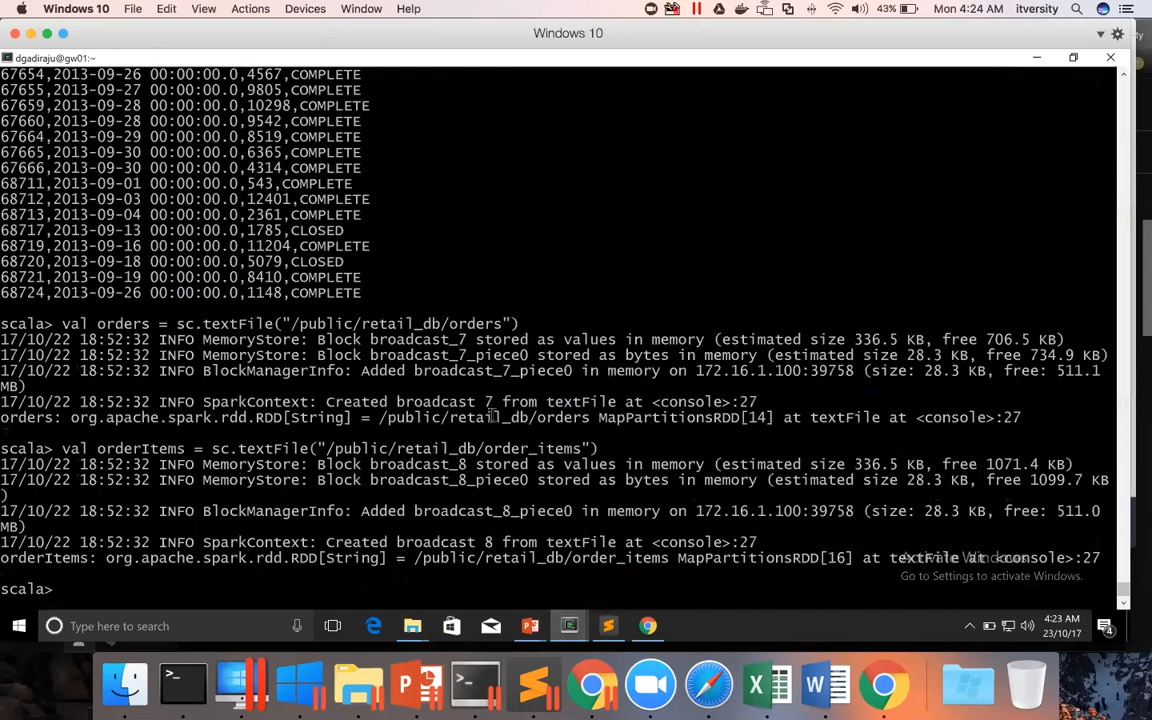 Windows 10 File Edit View Actions Devices Window Help 43% Mon 4:24 AM itversity
Windows 10
dgadiraju@gw01:~
67654,2013-09-26 00:00:00.0,4567,COMPLETE
67655,2013-09-27 00:00:00.0,9805,COMPLETE
67659,2013-09-28 00:00:00.0,10298,COMPLETE
67660,2013-09-28 00:00:00.0,9542,COMPLETE
67664,2013-09-29 00:00:00.0,8519,COMPLETE
67665,2013-09-30 00:00:00.0,6365,COMPLETE
67666,2013-09-30 00:00:00.0,4314,COMPLETE
68711,2013-09-01 00:00:00.0,543,COMPLETE
68712,2013-09-03 00:00:00.0,12401,COMPLETE
68713,2013-09-04 00:00:00.0,2361,COMPLETE
68717,2013-09-13 00:00:00.0,1785,CLOSED
68719,2013-09-16 00:00:00.0,11204,COMPLETE
68720,2013-09-18 00:00:00.0,5079,CLOSED
68721,2013-09-19 00:00:00.0,8410,COMPLETE
68724,2013-09-26 00:00:00.0,1148,COMPLETE
scala> val orders = sc.textFile("/public/retail_db/orders")
17/10/22 18:52:32 INFO MemoryStore: Block broadcast_7 stored as values in memory (estimated size 336.5 KB, free 706.5 KB)
17/10/22 18:52:32 INFO MemoryStore: Block broadcast_7_piece0 stored as bytes in memory (estimated size 28.3 KB, free 734.9 KB)
17/10/22 18:52:32 INFO BlockManagerInfo: Added broadcast_7_piece0 in memory on 172.16.1.100:39758 (size: 28.3 KB, free: 511.1
MB)
17/10/22 18:52:32 INFO SparkContext: Created broadcast 7 from textFile at <console>:27
orders: org.apache.spark.rdd.RDD[String] = /public/retail_db/orders MapPartitionsRDD[14] at textFile at <console>:27
scala> val orderItems = sc.textFile("/public/retail_db/order_items")
17/10/22 18:52:32 INFO MemoryStore: Block broadcast_8 stored as values in memory (estimated size 336.5 KB, free 1071.4 KB)
17/10/22 18:52:32 INFO MemoryStore: Block broadcast_8_piece0 stored as bytes in memory (estimated size 28.3 KB, free 1099.7 KB
)
17/10/22 18:52:32 INFO BlockManagerInfo: Added broadcast_8_piece0 in memory on 172.16.1.100:39758 (size: 28.3 KB, free: 511.0
MB)
17/10/22 18:52:32 INFO SparkContext: Created broadcast 8 from textFile at <console>:27
orderItems: org.apache.spark.rdd.RDD[String] = /public/retail_db/order_items MapPartitionsRDD[16] at textFile at <console>:27
Activate Windows
Go to Settings to activate Windows.
scala>
Type here to search
4:23 AM
23/10/17
4